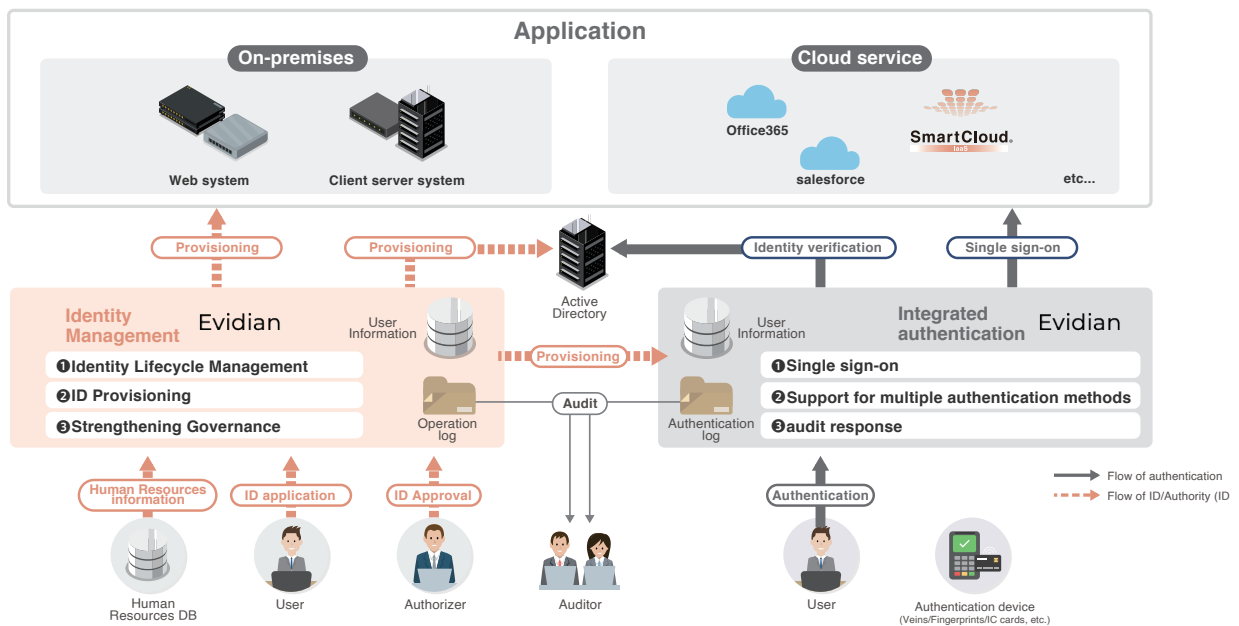 Application
On-premises
Cloud service
Office365
SmartCloud®
IaaS
salesforce
Web system
Client server system
etc...
Provisioning
Provisioning
Identity verification
Single sign-on
Active
Directory
Identity
Management
Evidian
User
Information
❶Identity Lifecycle Management
❷ID Provisioning
❸Strengthening Governance
Operation
log
Provisioning
Audit
User
Information
Integrated
authentication
Evidian
❶Single sign-on
❷Support for multiple authentication methods
❸audit response
Authentication
log
Human Resources
information
ID application
ID Approval
Authentication
Flow of authentication
Flow of ID/Authority (ID
Human
Resources DB
User
Authorizer
Auditor
User
Authentication device
(Veins/Fingerprints/IC cards, etc.)